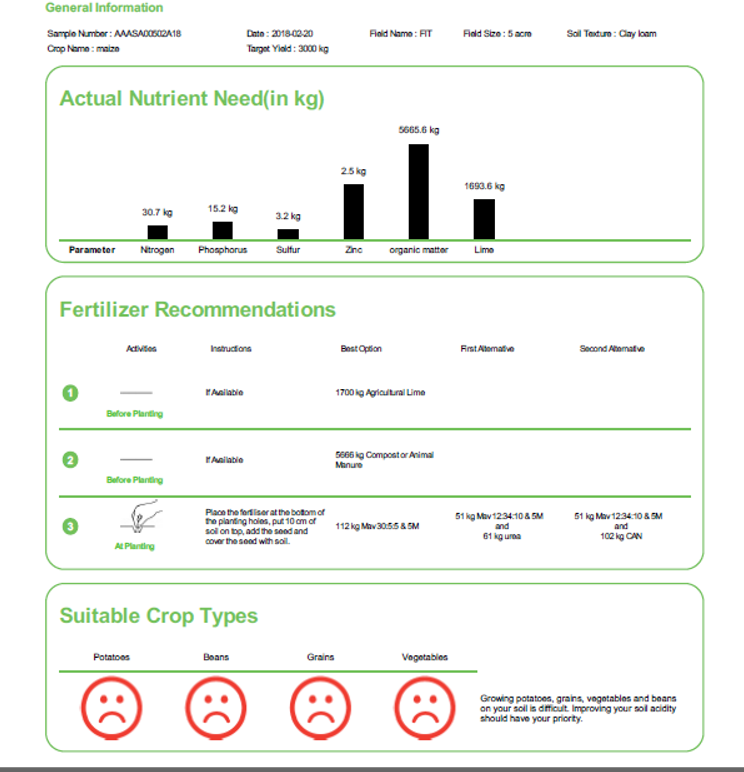 General Information
Sample Number : AAASA00502A18 Date : 2018-02-20 Field Name : FIT Field Size : 5 acre Soil Texture : Clay loam
Crop Name : maize Target Yield : 3000 kg
Actual Nutrient Need(in kg)
5665.6 kg
2.5 kg
1693.6 kg
30.7 kg 15.2 kg 3.2 kg
Parameter Nitrogen Phosphorus Sulfur Zinc organic matter Lime
Fertilizer Recommendations
Activities Instructions Best Option First Alternative Second Alternative
1 If Available 1700 kg Agricultural Lime
Before Planting
2 If Available 5666 kg Compost or Animal
Manure
Before Planting
3
At Planting
Place the fertiliser at the bottom of
the planting holes, put 10 cm of
soil on top, add the seed and
cover the seed with soil.
112 kg Mav 30:5:5 & 5M
51 kg Mav 12:34:10 & 5M
and
61 kg urea
51 kg Mav 12:34:10 & 5M
and
102 kg CAN
Suitable Crop Types
Potatoes Beans Grains Vegetables
Growing potatoes, grains, vegetables and beans
on your soil is difficult. Improving your soil acidity
should have your priority.